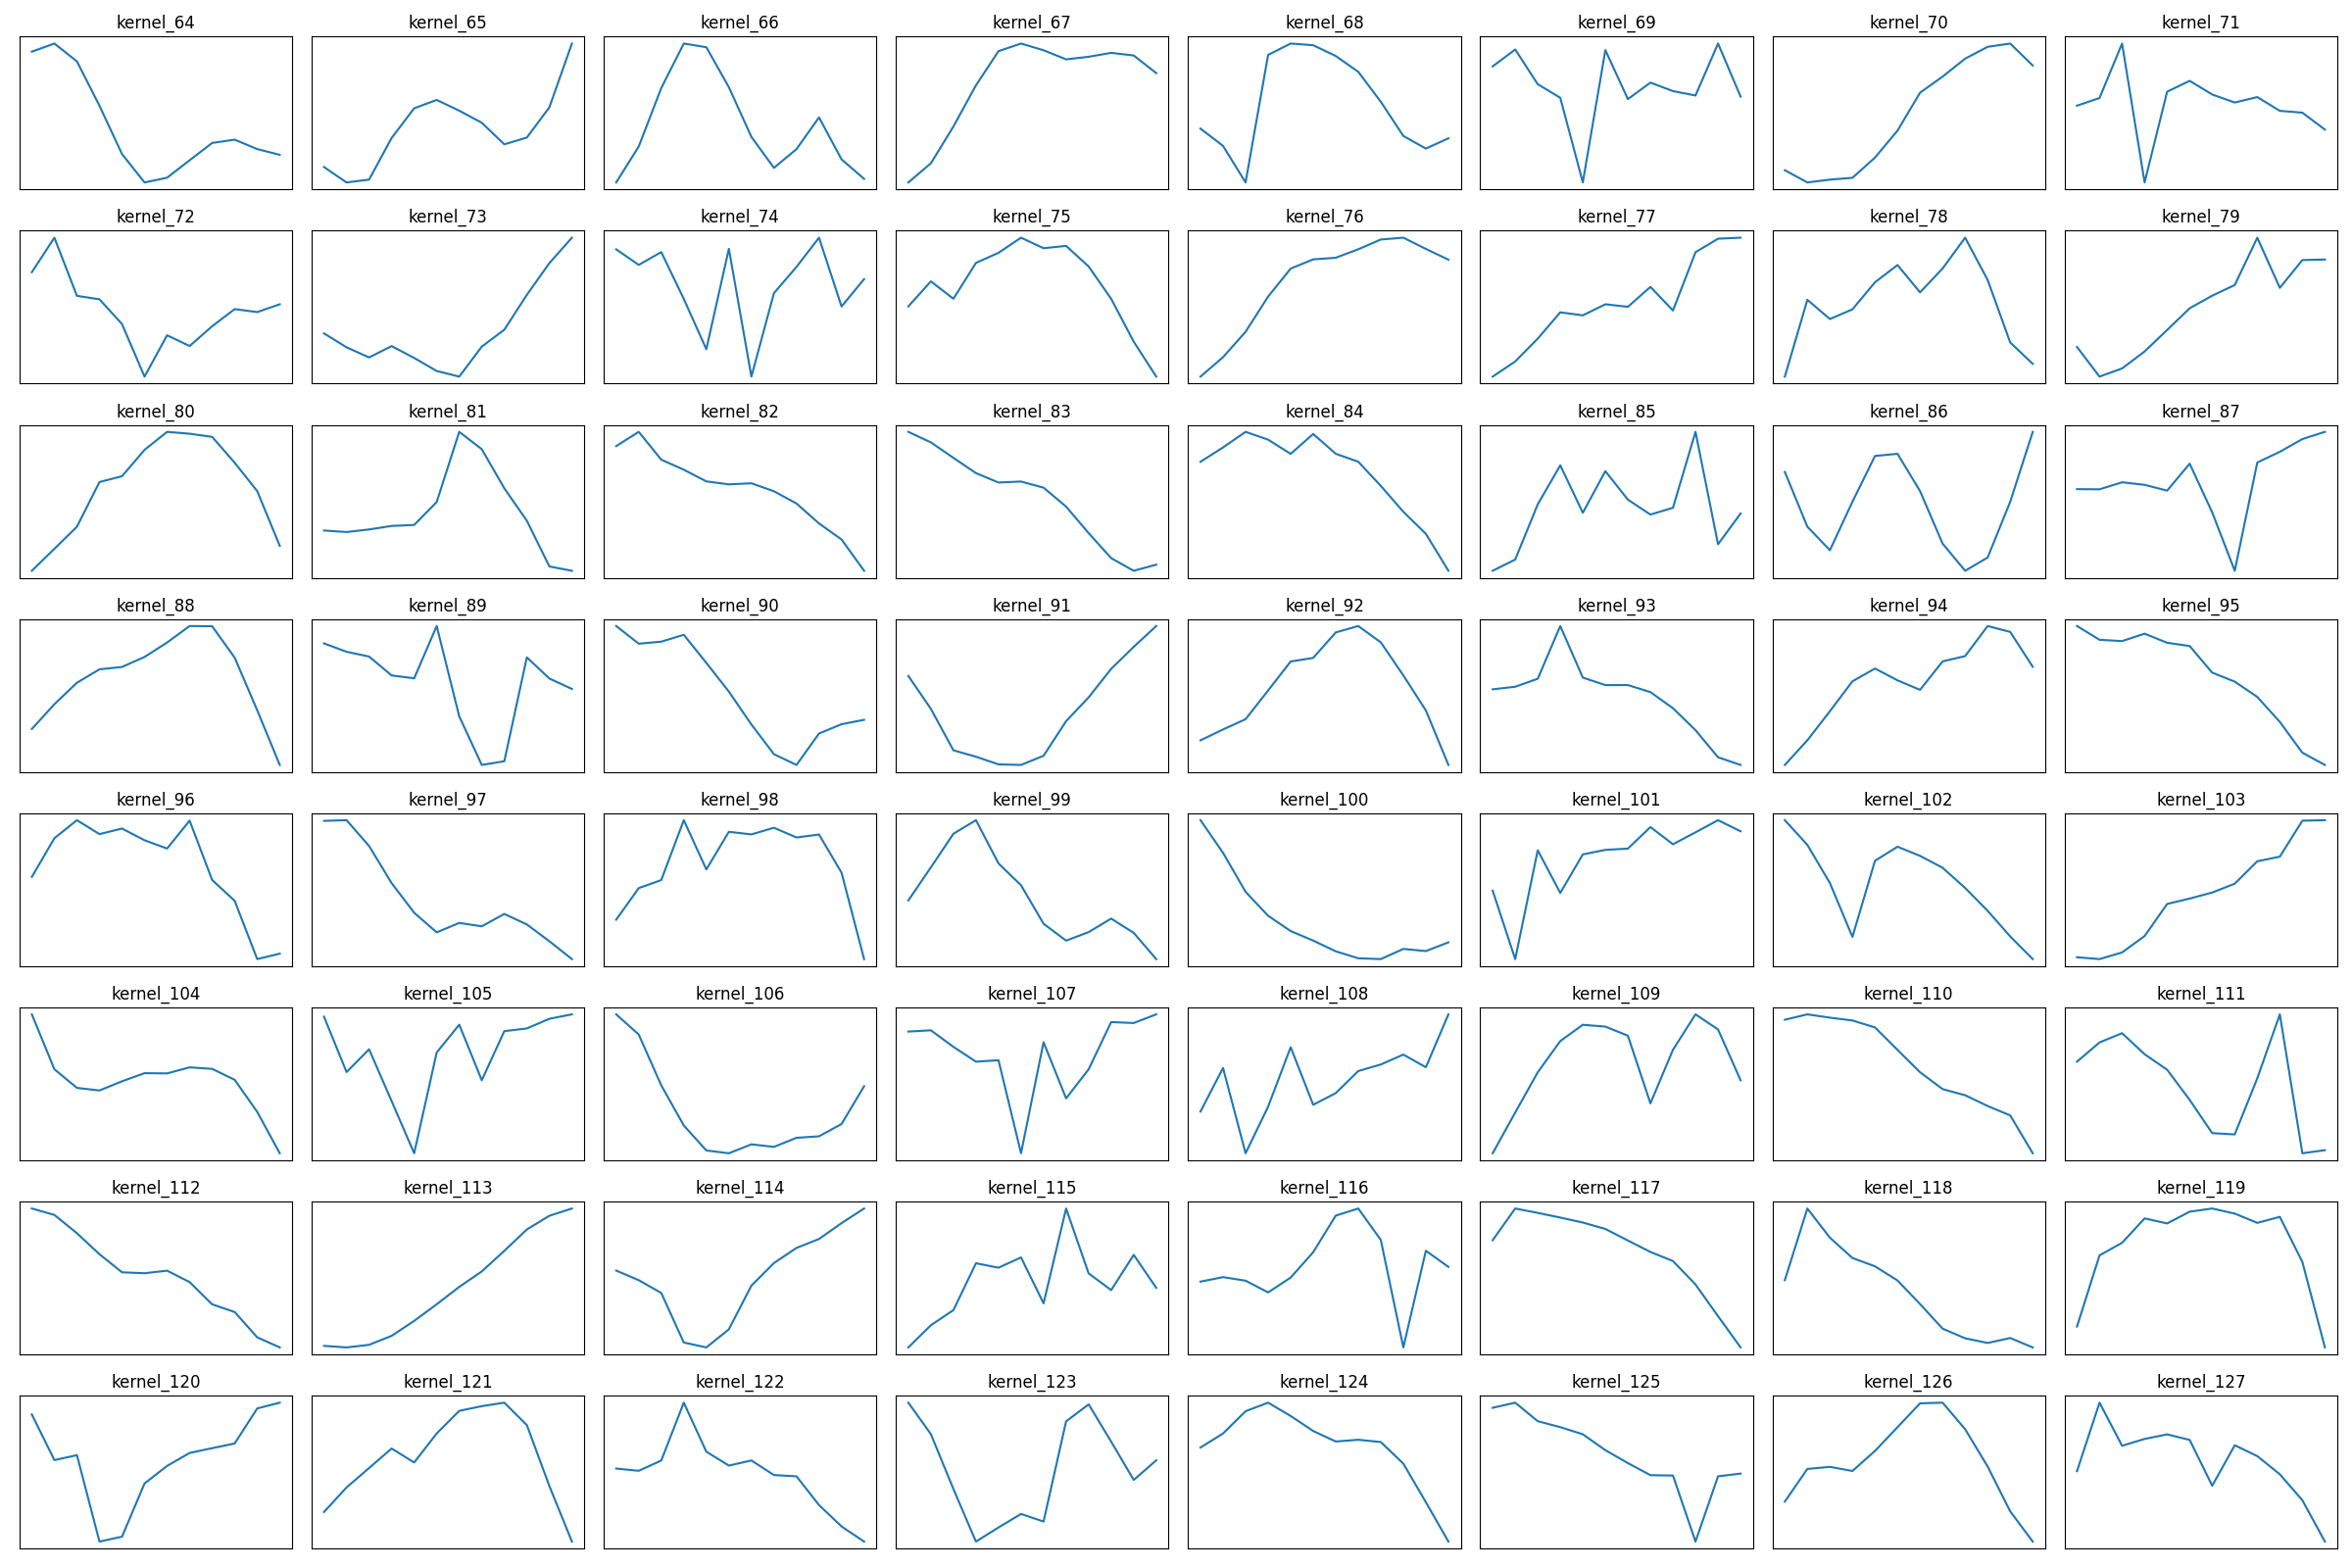 kernel_64 kernel_65 kernel_66 kernel_67 kernel_68 kernel_69 kernel_70 kernel_71
kernel_72 kernel_73 kernel_74 kernel_75 kernel_76 kernel_77 kernel_78 kernel_79
kernel_80 kernel_81 kernel_82 kernel_83 kernel_84 kernel_85 kernel_86 kernel_87
kernel_88 kernel_89 kernel_90 kernel_91 kernel_92 kernel_93 kernel_94 kernel_95
kernel_96 kernel_97 kernel_98 kernel_99 kernel_100 kernel_101 kernel_102 kernel_103
kernel_104 kernel_105 kernel_106 kernel_107 kernel_108 kernel_109 kernel_110 kernel_111
kernel_112 kernel_113 kernel_114 kernel_115 kernel_116 kernel_117 kernel_118 kernel_119
kernel_120 kernel_121 kernel_122 kernel_123 kernel_124 kernel_125 kernel_126 kernel_127